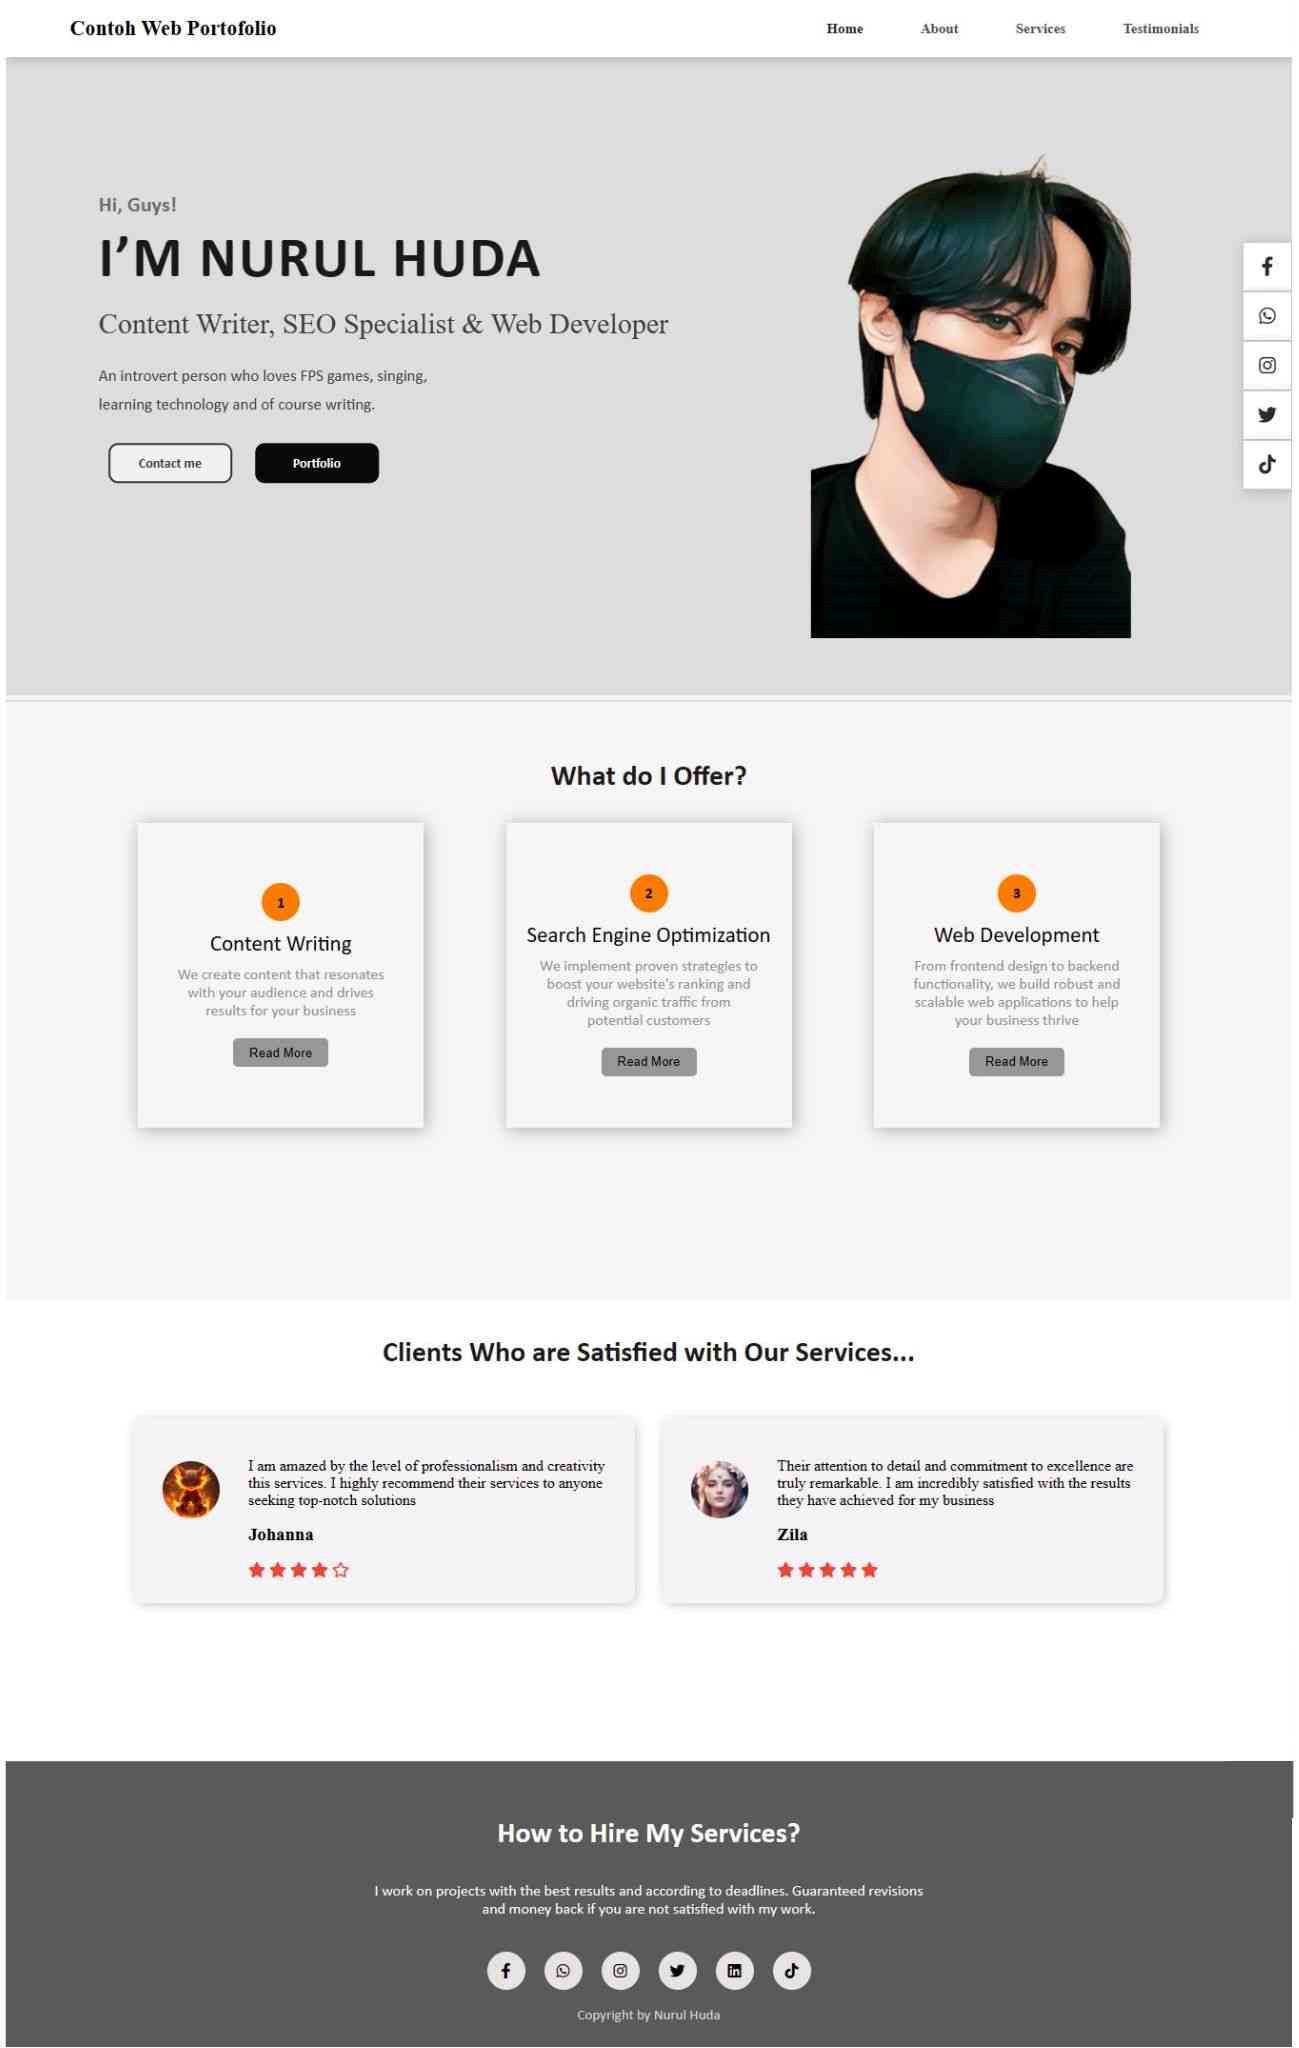 Contoh Web Portofolio
Home About Services Testimonials
Hi, Guys!
I’M NURUL HUDA
Content Writer, SEO Specialist & Web Developer
An introvert person who loves FPS games, singing,
learning technology and of course writing.
Contact me Portfolio
What do I Offer?
1
Content Writing
We create content that resonates
with your audience and drives
results for your business
Read More
2
Search Engine Optimization
We implement proven strategies to
boost your website's ranking and
driving organic traffic from
potential customers
Read More
3
Web Development
From frontend design to backend
functionality, we build robust and
scalable web applications to help
your business thrive
Read More
Clients Who are Satisfied with Our Services...
I am amazed by the level of professionalism and creativity
this services. I highly recommend their services to anyone
seeking top-notch solutions
Johanna
Their attention to detail and commitment to excellence are
truly remarkable. I am incredibly satisfied with the results
they have achieved for my business
Zila
How to Hire My Services?
I work on projects with the best results and according to deadlines. Guaranteed revisions
and money back if you are not satisfied with my work.
Copyright by Nurul Huda